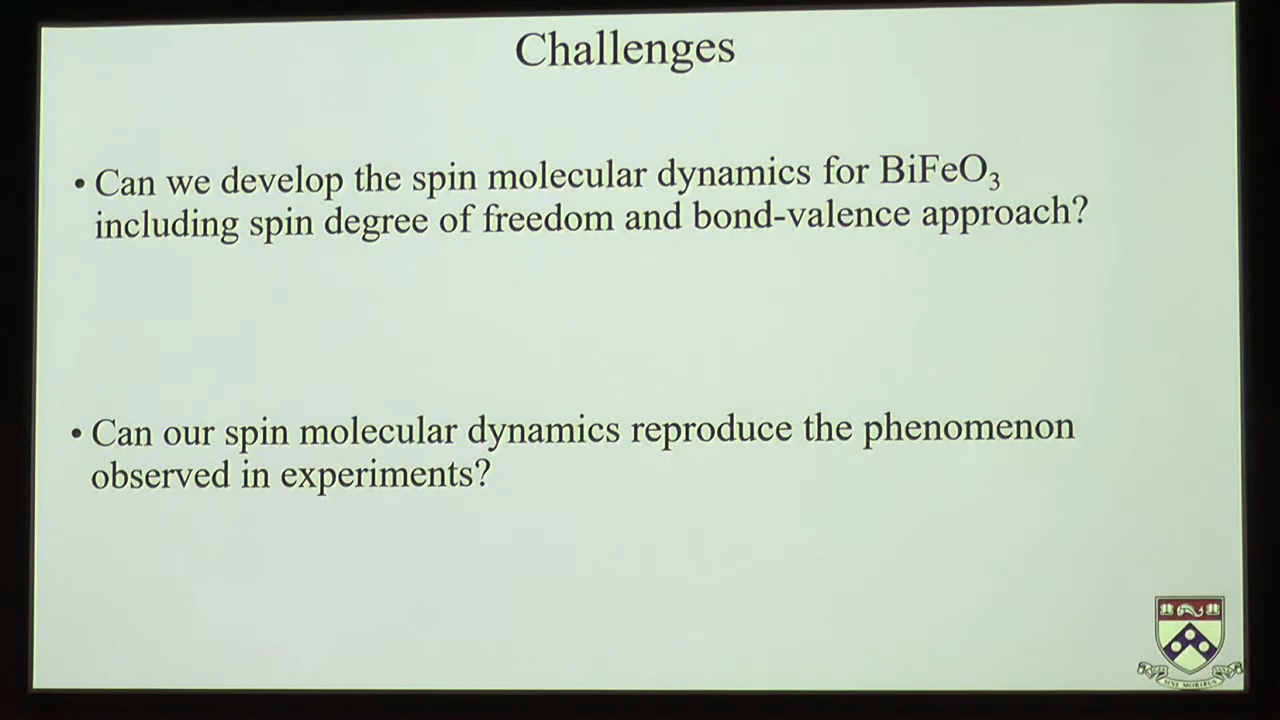 Challenges
• Can we develop the spin molecular dynamics for BiFeO₃
including spin degree of freedom and bond-valence approach?
• Can our spin molecular dynamics reproduce the phenomenon
observed in experiments?